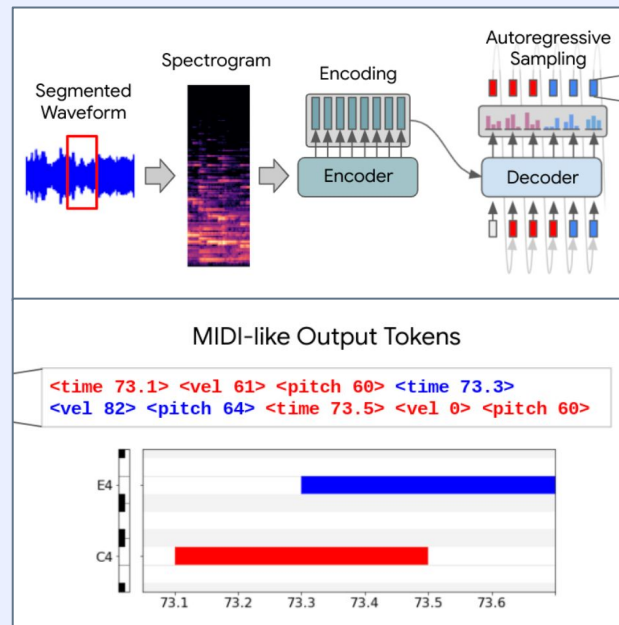 Segmented
Waveform
Spectrogram
Encoding
Encoder
Autoregressive
Sampling
Decoder
MIDI-like Output Tokens
<time 73.1> <vel 61> <pitch 60> <time 73.3>
<vel 82> <pitch 64> <time 73.5> <vel 0> <pitch 60>
E4
C4
73.1 73.2 73.3 73.4 73.5 73.6